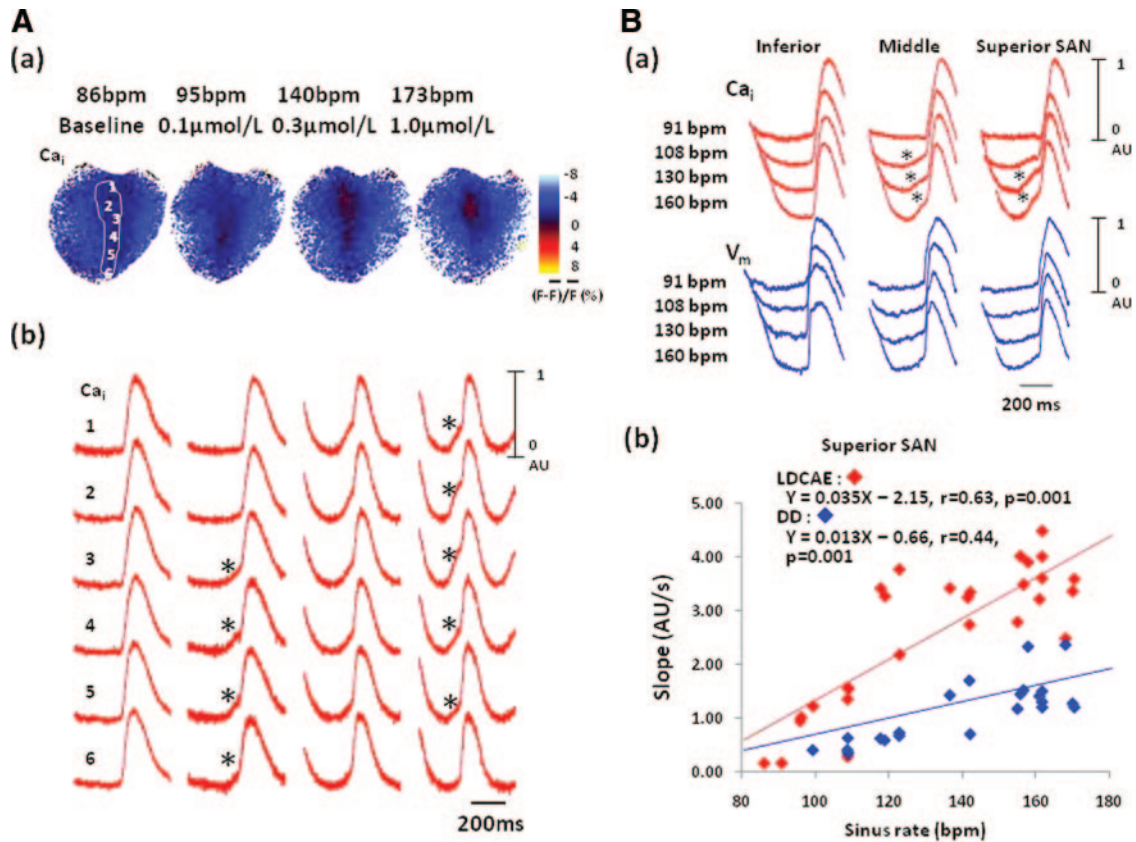 A
(a)
86bpm 95bpm 140bpm 173bpm
Baseline 0.1μmol/L 0.3μmol/L 1.0μmol/L
Cai
1
2
3
4
5
6
-8
-4
0
4
8
(F-F)/F (%)
(b)
Cai
1
2
3
4
5
6
* * * * * * * * *
1
0
AU
200ms
B
(a)
Inferior Middle Superior SAN
Cai
91 bpm
108 bpm
130 bpm
160 bpm
* * * * * *
1
0
AU
Vm
91 bpm
108 bpm
130 bpm
160 bpm
1
0
AU
200 ms
(b)
Superior SAN
LDCAE :
Y = 0.035X – 2.15, r=0.63, p=0.001
DD :
Y = 0.013X – 0.66, r=0.44,
p=0.001
Slope (AU/s)
5.00
4.00
3.00
2.00
1.00
0.00
80 100 120 140 160 180
Sinus rate (bpm)